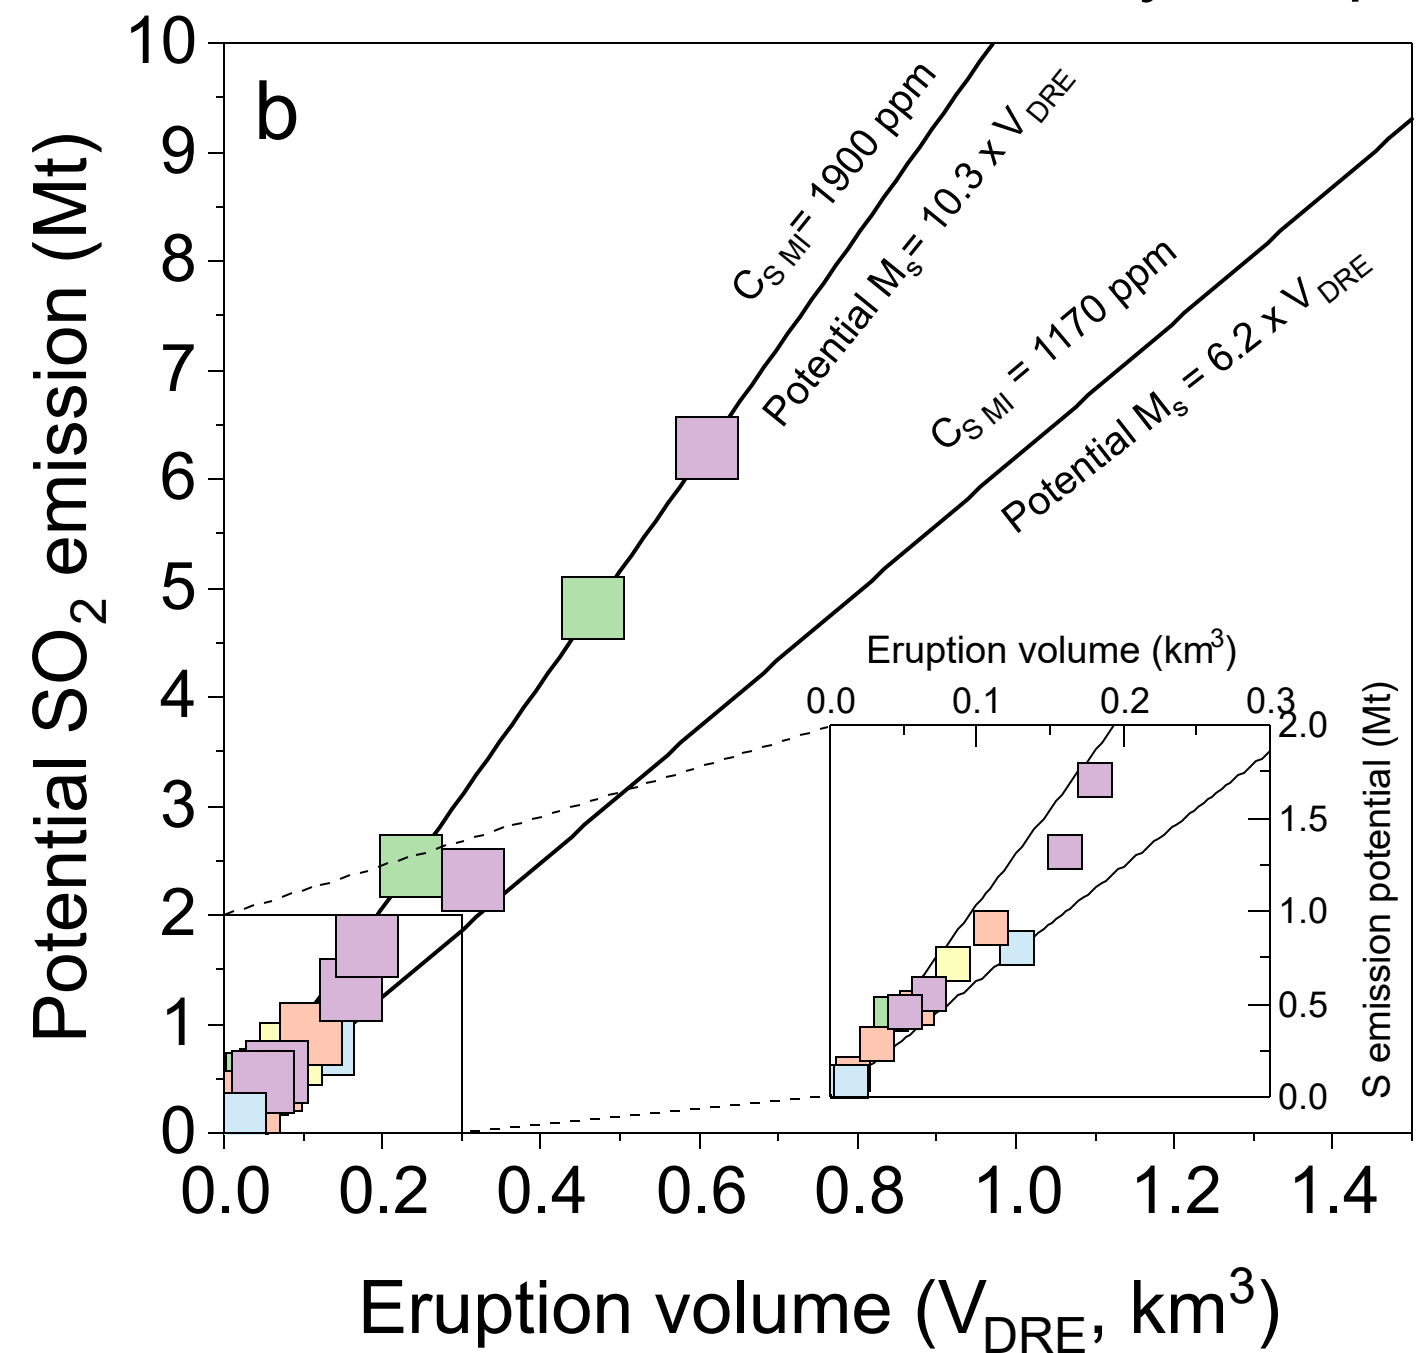 b
Potential SO2 emission (Mt)
10
9
8
7
6
5
4
3
2
1
0
CS MI= 1900 ppm
Potential Ms= 10.3 x V DRE
CS MI = 1170 ppm
Potential Ms = 6.2 x V DRE
Eruption volume (km3)
0.0 0.1 0.2 0.3
2.0
1.5
1.0
0.5
0.0
S emission potential (Mt)
0.0 0.2 0.4 0.6 0.8 1.0 1.2 1.4
Eruption volume (VDRE, km3)